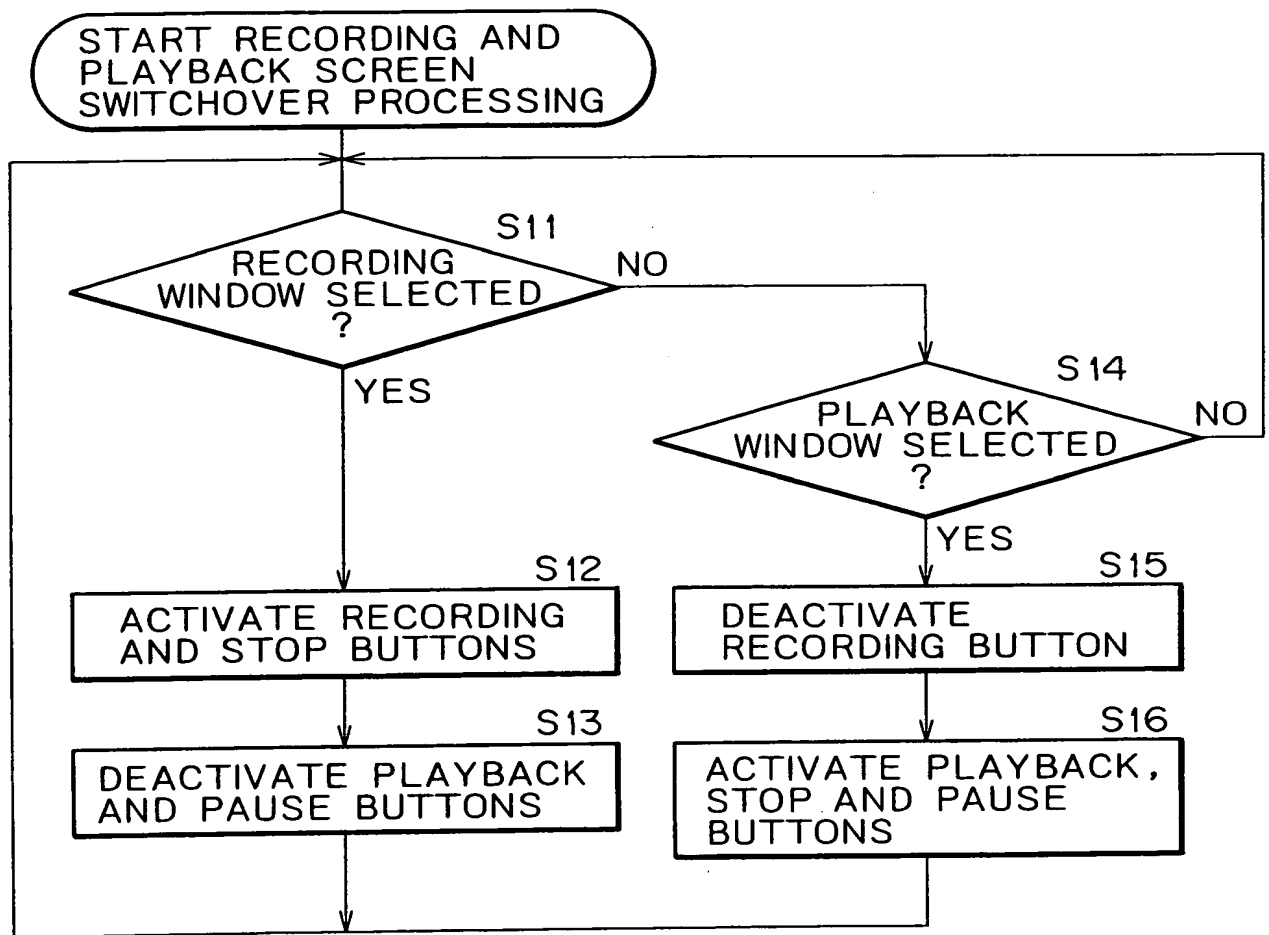 START RECORDING AND
PLAYBACK SCREEN
SWITCHOVER PROCESSING
S11
RECORDING
WINDOW SELECTED
?
NO
YES
S14
PLAYBACK
WINDOW SELECTED
?
NO
YES
S12
ACTIVATE RECORDING
AND STOP BUTTONS
S13
DEACTIVATE PLAYBACK
AND PAUSE BUTTONS
S15
DEACTIVATE
RECORDING BUTTON
S16
ACTIVATE PLAYBACK,
STOP AND PAUSE
BUTTONS